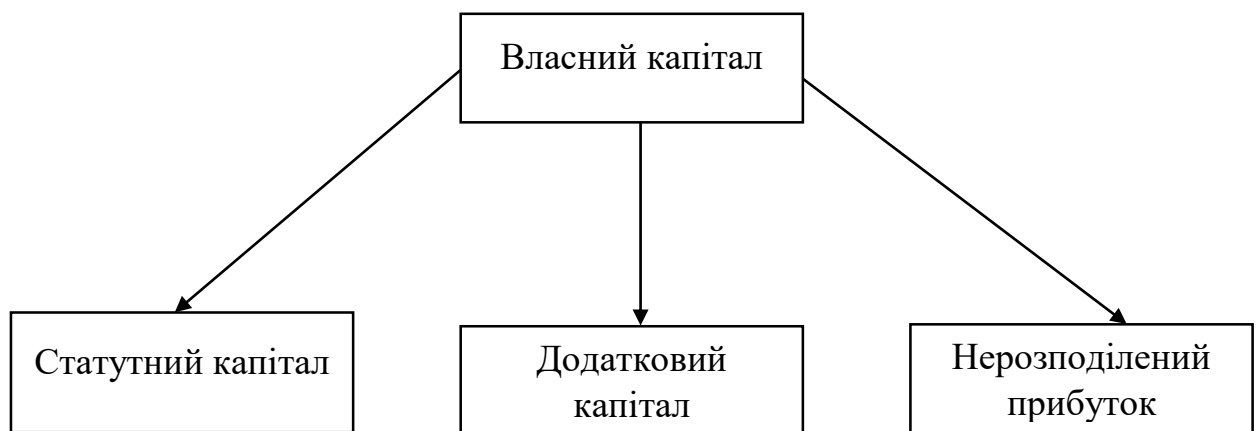 Власний капітал
Статутний капітал
Додатковий
капітал
Нерозподілений
прибуток